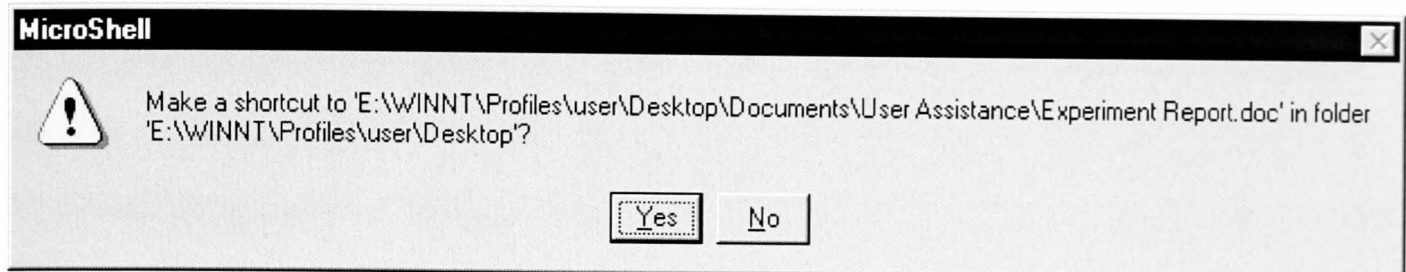 MicroShell
Make a shortcut to 'E:\WINNT\Profiles\user\Desktop\Documents\User Assistance\Experiment Report.doc' in folder
'E:\WINNT\Profiles\user\Desktop'?
Yes No